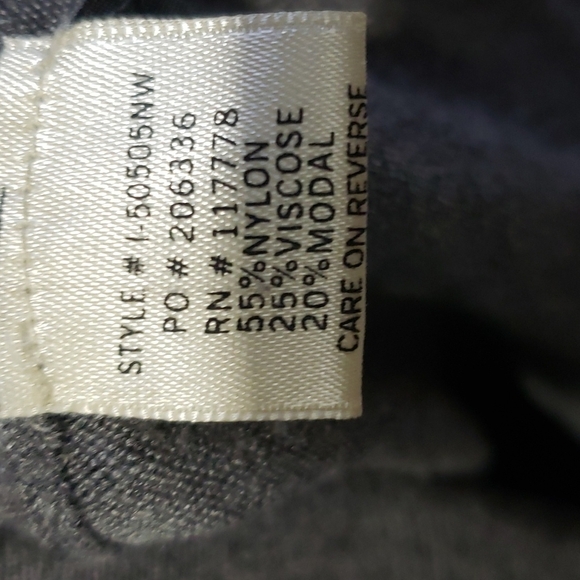 STYLE # I-50505NW
PO # 206336
RN # 117778
55%NYLON
25%VISCOSE
20%MODAL
CARE ON REVERSE